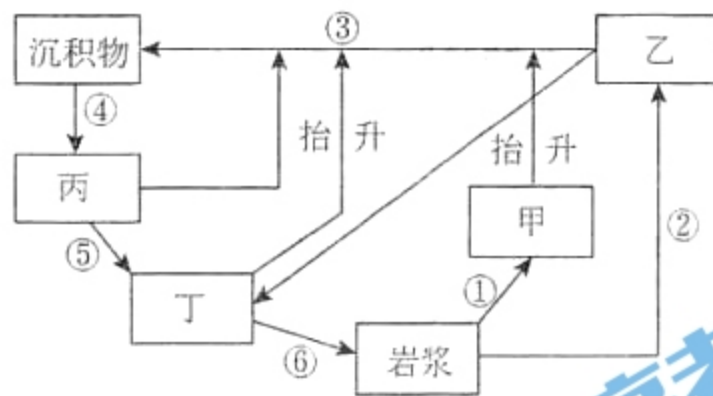 ③
沉积物
乙
④
抬 升
抬 升
丙
甲
②
⑤
①
丁
⑥
岩浆